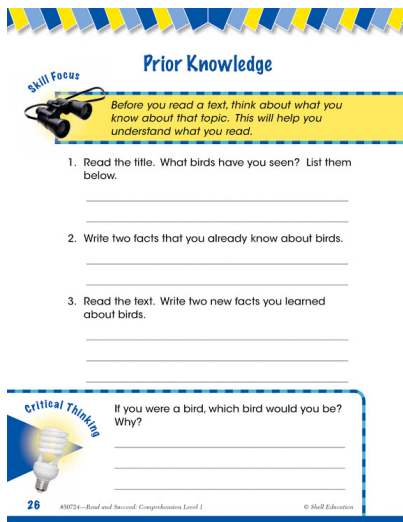 Prior Knowledge
Skill Focus
Before you read a text, think about what you
know about that topic. This will help you
understand what you read.
1. Read the title. What birds have you seen? List them
below.
2. Write two facts that you already know about birds.
3. Read the text. Write two new facts you learned
about birds.
Critical Thinking
If you were a bird, which bird would you be?
Why?
26
#50724—Read and Succeed: Comprehension Level 1
© Shell Education